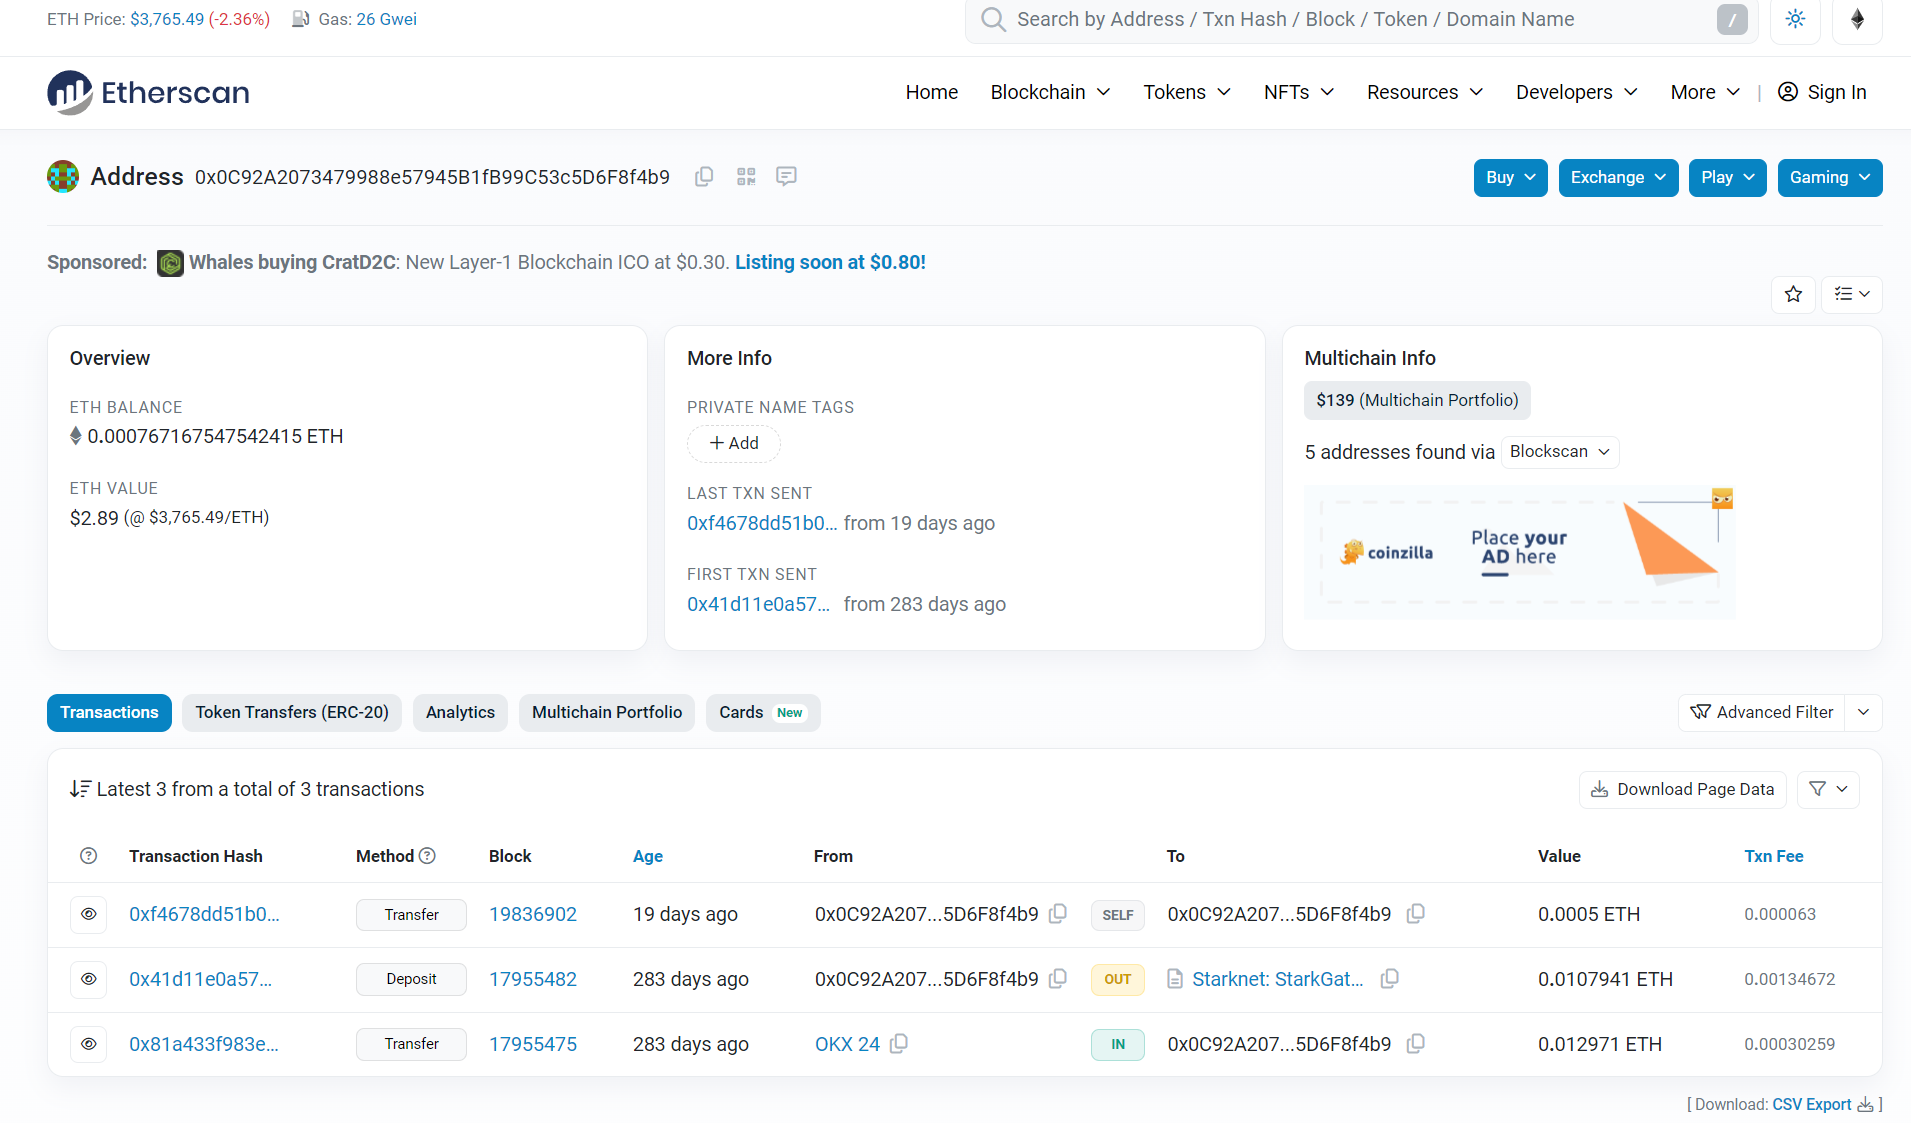 ETH Price: $3,765.49 (-2.36%) Gas: 26 Gwei
Search by Address / Txn Hash / Block / Token / Domain Name /
Etherscan
Home Blockchain Tokens NFTs Resources Developers More | Sign In
Address 0x0C92A2073479988e57945B1fB99C53c5D6F8f4b9
Buy Exchange Play Gaming
Sponsored: Whales buying CratD2C: New Layer-1 Blockchain ICO at $0.30. Listing soon at $0.80!
Overview
ETH BALANCE
0.000767167547542415 ETH
ETH VALUE
$2.89 (@ $3,765.49/ETH)
More Info
PRIVATE NAME TAGS
+ Add
LAST TXN SENT
0xf4678dd51b0... from 19 days ago
FIRST TXN SENT
0x41d11e0a57... from 283 days ago
Multichain Info
$139 (Multichain Portfolio)
5 addresses found via Blockscan
coinzilla
Place your
AD here
Transactions Token Transfers (ERC-20) Analytics Multichain Portfolio Cards New
Advanced Filter
Latest 3 from a total of 3 transactions
Download Page Data
? Transaction Hash Method ? Block Age From To Value Txn Fee
0xf4678dd51b0... Transfer 19836902 19 days ago 0x0C92A207...5D6F8f4b9 SELF 0x0C92A207...5D6F8f4b9 0.0005 ETH 0.000063
0x41d11e0a57... Deposit 17955482 283 days ago 0x0C92A207...5D6F8f4b9 OUT Starknet: StarkGat... 0.0107941 ETH 0.00134672
0x81a433f983e... Transfer 17955475 283 days ago OKX 24 IN 0x0C92A207...5D6F8f4b9 0.012971 ETH 0.00030259
[ Download: CSV Export ]